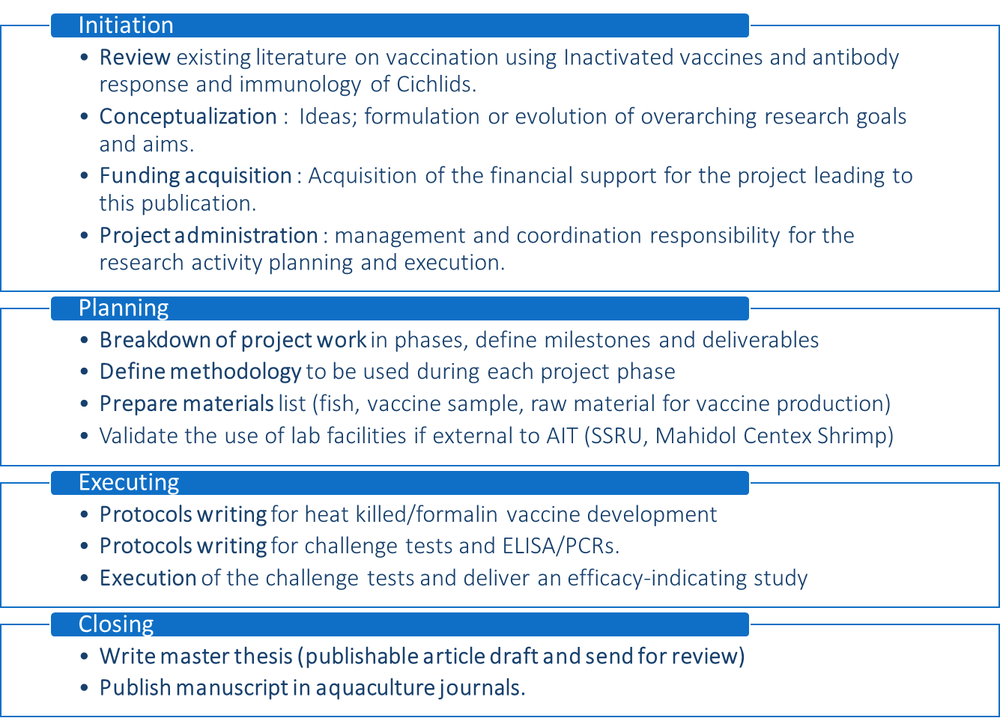 Initiation
• Review existing literature on vaccination using Inactivated vaccines and antibody
response and immunology of Cichlids.
• Conceptualization : Ideas; formulation or evolution of overarching research goals
and aims.
• Funding acquisition : Acquisition of the financial support for the project leading to
this publication.
• Project administration : management and coordination responsibility for the
research activity planning and execution.
Planning
• Breakdown of project work in phases, define milestones and deliverables
• Define methodology to be used during each project phase
• Prepare materials list (fish, vaccine sample, raw material for vaccine production)
• Validate the use of lab facilities if external to AIT (SSRU, Mahidol Centex Shrimp)
Executing
• Protocols writing for heat killed/formalin vaccine development
• Protocols writing for challenge tests and ELISA/PCRs.
• Execution of the challenge tests and deliver an efficacy-indicating study
Closing
• Write master thesis (publishable article draft and send for review)
• Publish manuscript in aquaculture journals.